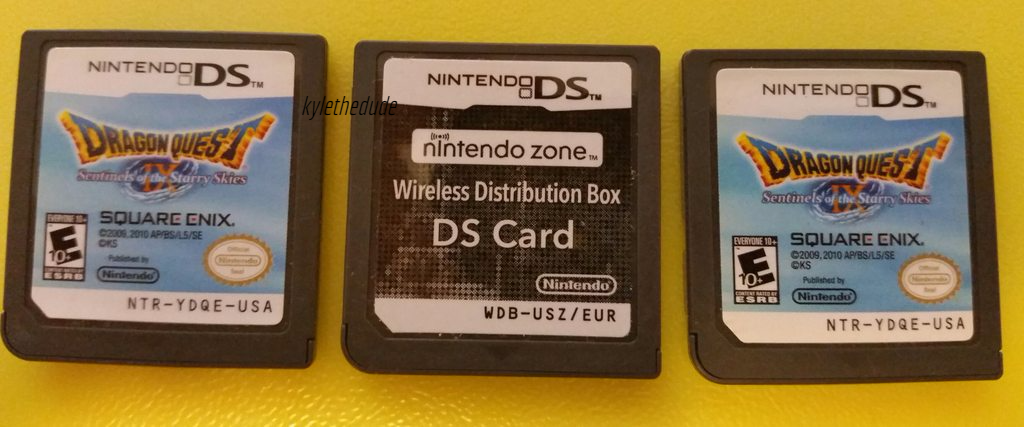 NINTENDO DS™
DRAGON QUEST
IX
Sentinels of the Starry Skies
EVERYONE 10+
E
10+
ESRB
SQUARE ENIX®
©2009, 2010 AP/BS/L5/SE
©KS
Published by
Nintendo®
Official
Nintendo
Seal
NTR-YDQE-USA
kylethedude
NINTENDO DS™
nintendo zone™
Wireless Distribution Box
DS Card
Nintendo®
WDB-USZ/EUR
NINTENDO DS™
DRAGON QUEST
IX
Sentinels of the Starry Skies
EVERYONE 10+
E
10+
CONTENT RATED BY
ESRB
SQUARE ENIX®
©2009, 2010 AP/BS/L5/SE
©KS
Published by
Nintendo®
Official
Nintendo
Seal
NTR-YDQE-USA